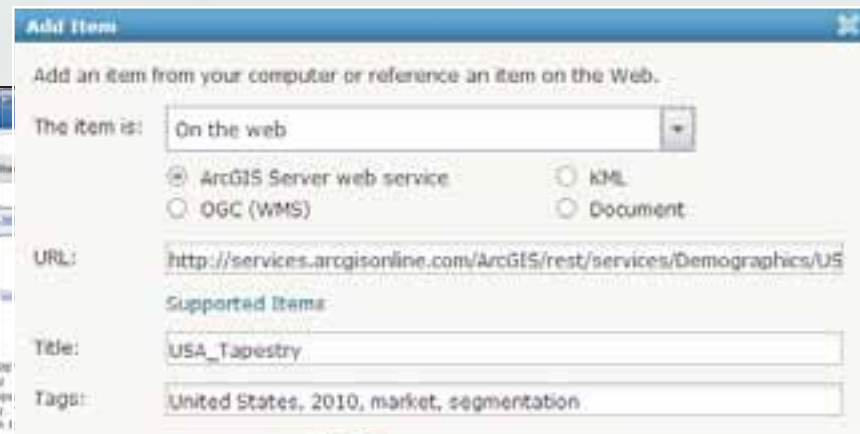 Add Item
Add an item from your computer or reference an item on the Web.
The item is: On the web
ArcGIS Server web service KML
OGC (WMS) Document
URL: http://services.arcgisonline.com/ArcGIS/rest/services/Demographics/US
Supported Items
Title: USA_Tapestry
Tags: United States, 2010, market, segmentation